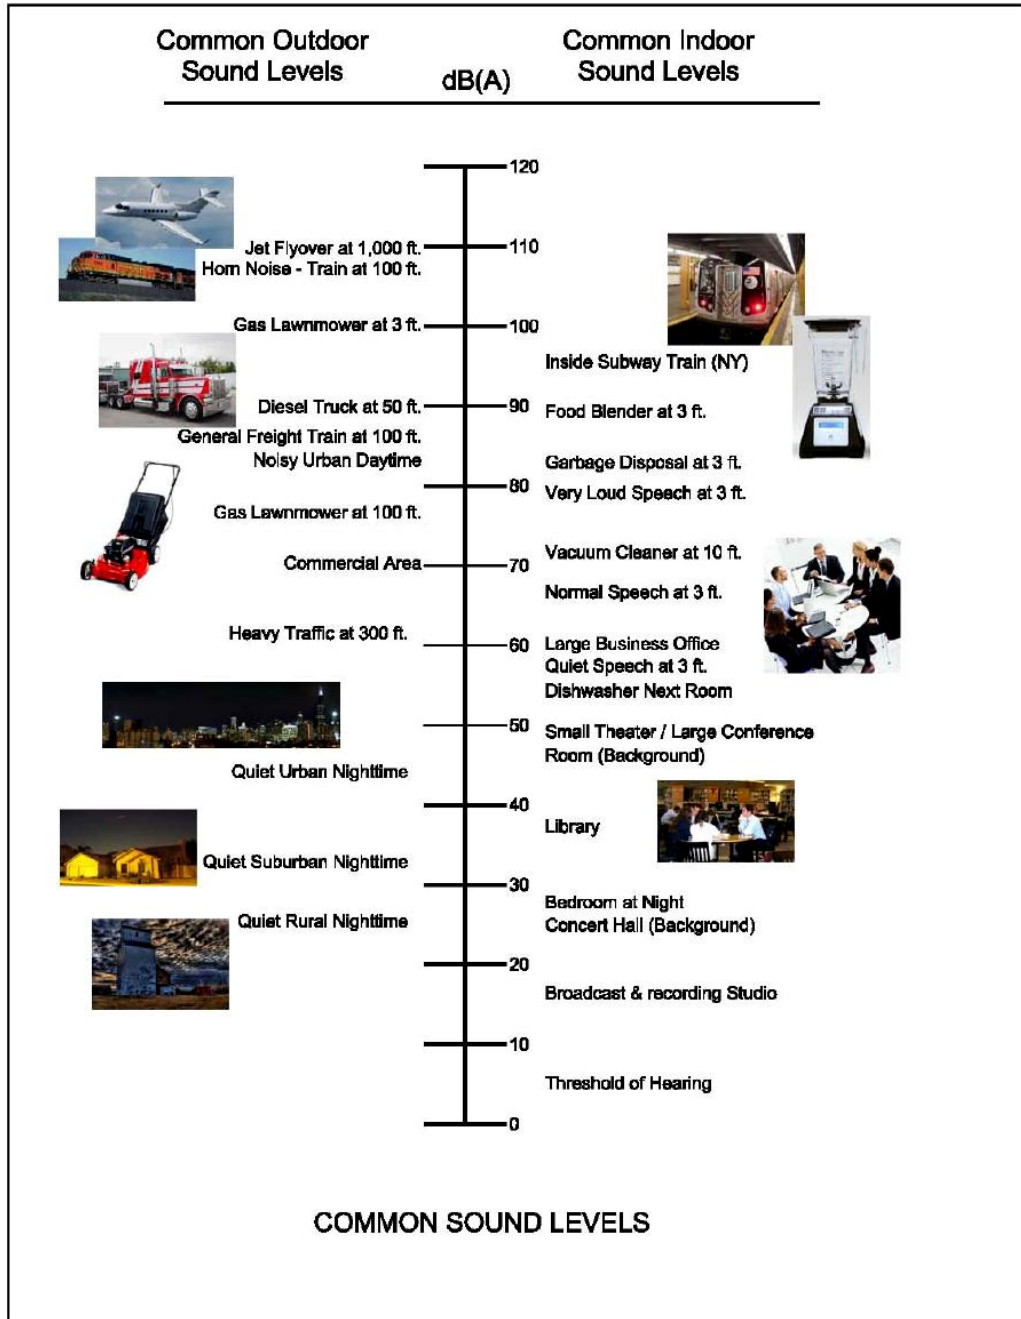 Common Outdoor
Sound Levels
dB(A)
Common Indoor
Sound Levels
120
Jet Flyover at 1,000 ft.
110
Horn Noise - Train at 100 ft.
Gas Lawnmower at 3 ft.
100
Inside Subway Train (NY)
Diesel Truck at 50 ft.
90
Food Blender at 3 ft.
General Freight Train at 100 ft.
Noisy Urban Daytime
Garbage Disposal at 3 ft.
80
Very Loud Speech at 3 ft.
Gas Lawnmower at 100 ft.
Vacuum Cleaner at 10 ft.
Commercial Area
70
Normal Speech at 3 ft.
Heavy Traffic at 300 ft.
60
Large Business Office
Quiet Speech at 3 ft.
Dishwasher Next Room
50
Small Theater / Large Conference
Room (Background)
Quiet Urban Nighttime
40
Library
Quiet Suburban Nighttime
30
Bedroom at Night
Quiet Rural Nighttime
Concert Hall (Background)
20
Broadcast & recording Studio
10
Threshold of Hearing
0
COMMON SOUND LEVELS